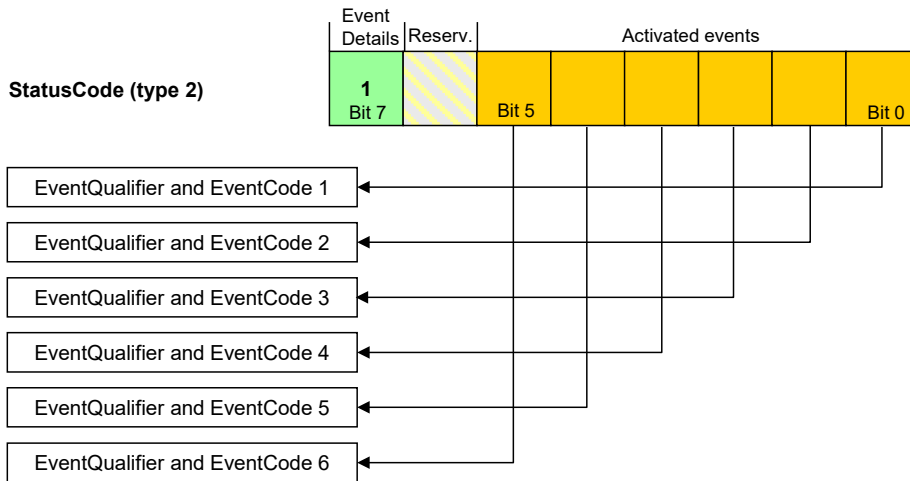 Event
Details Reserv. Activated events
StatusCode (type 2)
1
Bit 7 Bit 5 Bit 0
EventQualifier and EventCode 1
EventQualifier and EventCode 2
EventQualifier and EventCode 3
EventQualifier and EventCode 4
EventQualifier and EventCode 5
EventQualifier and EventCode 6